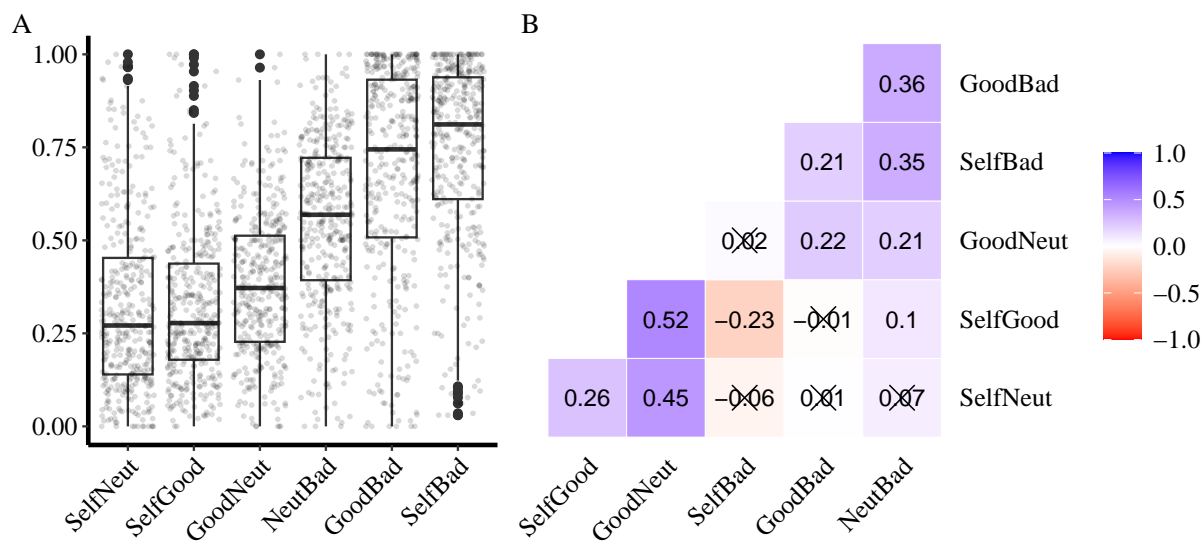 A
1.00
0.75
0.50
0.25
0.00
SelfNeut
SelfGood
GoodNeut
NeutBad
GoodBad
SelfBad
B
0.36 GoodBad
0.21 0.35 SelfBad
0.02 0.22 0.21 GoodNeut
0.52 −0.23 −0.01 0.1 SelfGood
0.26 0.45 −0.06 0.01 0.07 SelfNeut
SelfGood
GoodNeut
SelfBad
GoodBad
NeutBad
1.0
0.5
0.0
−0.5
−1.0